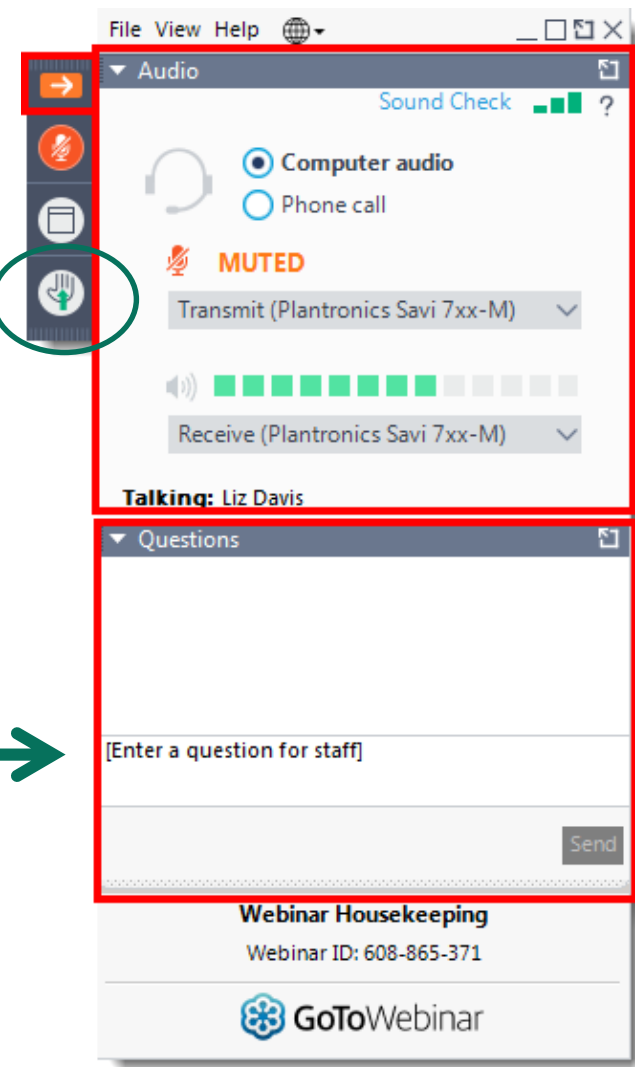 File View Help
Audio
Sound Check ?
Computer audio
Phone call
MUTED
Transmit (Plantronics Savi 7xx-M)
Receive (Plantronics Savi 7xx-M)
Talking: Liz Davis
Questions
[Enter a question for staff]
Send
Webinar Housekeeping
Webinar ID: 608-865-371
GoToWebinar